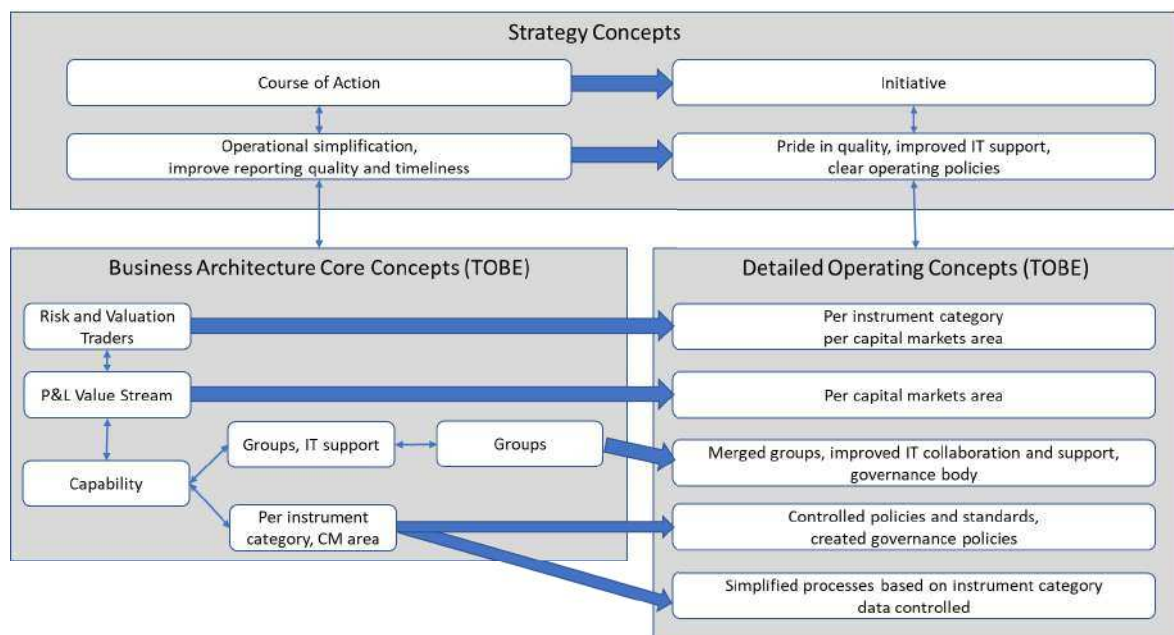 Strategy Concepts
Course of Action
Initiative
Operational simplification,
improve reporting quality and timeliness
Pride in quality, improved IT support,
clear operating policies
Business Architecture Core Concepts (TOBE)
Risk and Valuation
Traders
P&L Value Stream
Groups, IT support
Groups
Capability
Per instrument
category, CM area
Detailed Operating Concepts (TOBE)
Per instrument category
per capital markets area
Per capital markets area
Merged groups, improved IT collaboration and support,
governance body
Controlled policies and standards,
created governance policies
Simplified processes based on instrument category
data controlled